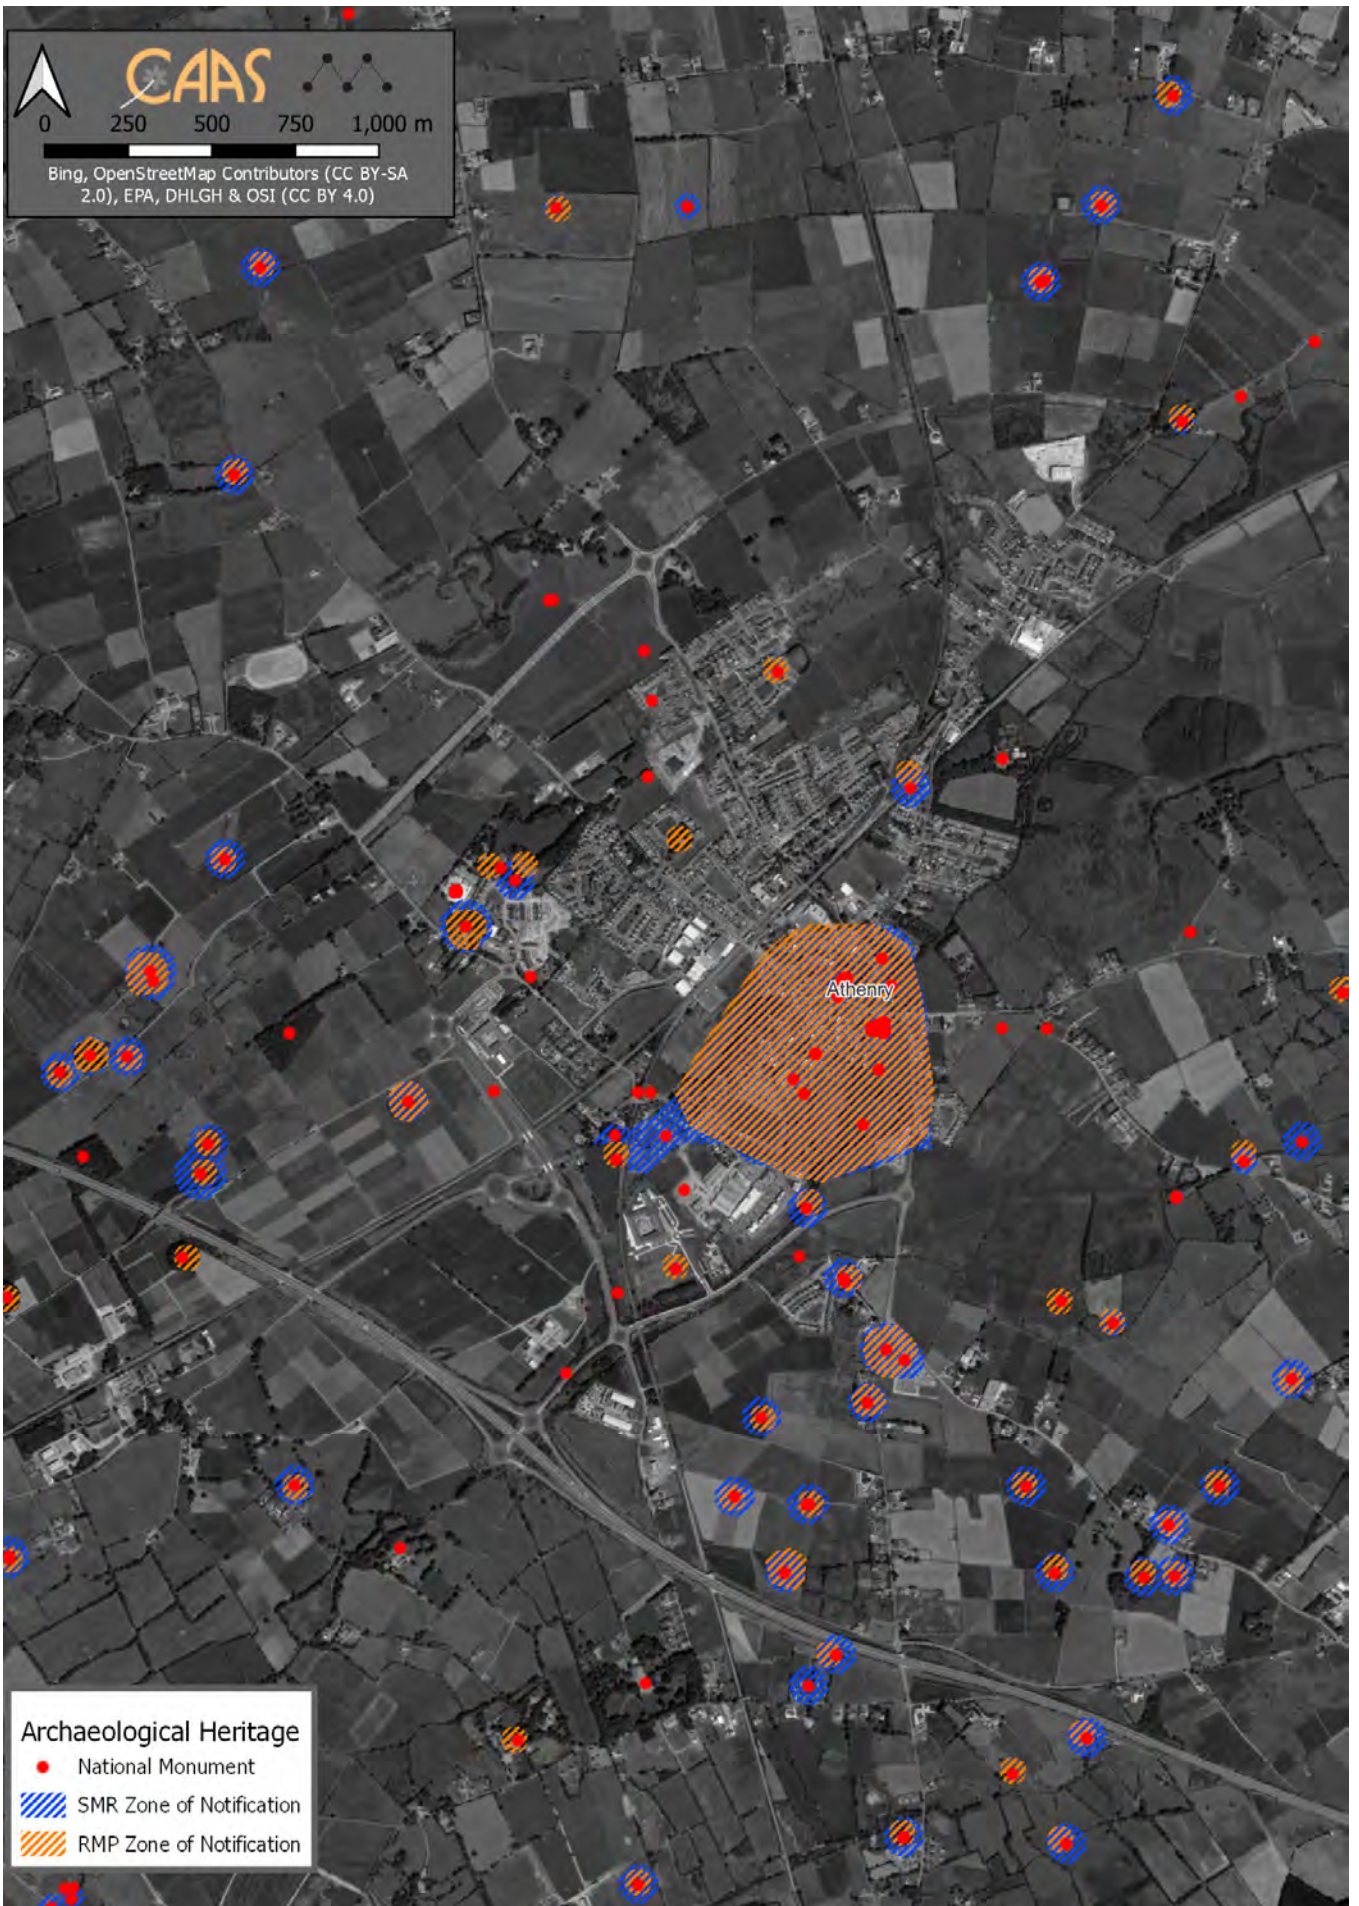 CAAS
0 250 500 750 1,000 m
Bing, OpenStreetMap Contributors (CC BY-SA
2.0), EPA, DHLGH & OSI (CC BY 4.0)
Athenry
Archaeological Heritage
National Monument
SMR Zone of Notification
RMP Zone of Notification